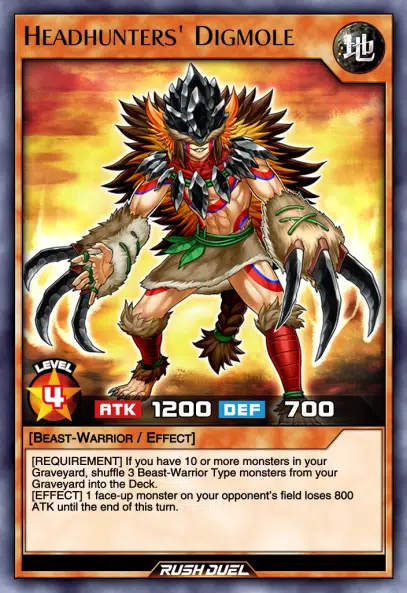 Headhunters' Digmole
地
LEVEL
4
ATK 1200 DEF 700
[Beast-Warrior / Effect]
[REQUIREMENT] If you have 10 or more monsters in your
Graveyard, shuffle 3 Beast-Warrior Type monsters from your
Graveyard into the Deck.
[EFFECT] 1 face-up monster on your opponent's field loses 800
ATK until the end of this turn.
RUSH DUEL